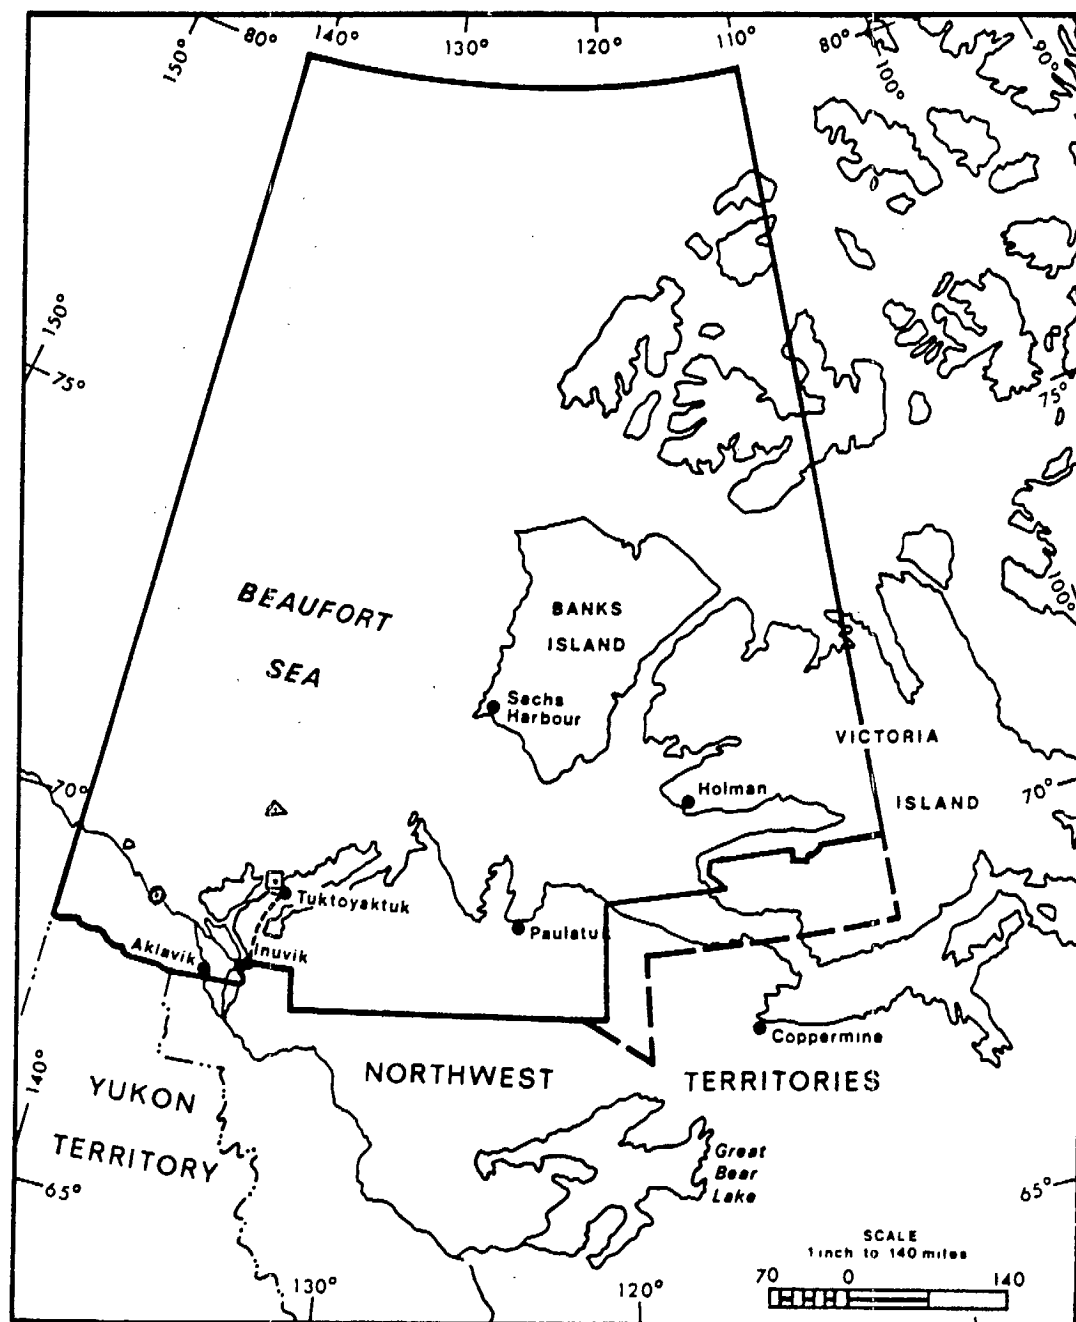 150°
80°
140°
130°
120°
110°
80°
100°
90°
150°
75°
75°
BEAUFORT
SEA
BANKS
ISLAND
100°
Sachs
Harbour
VICTORIA
ISLAND
70°
70°
Holman
Tuktoyaktuk
Paulatuk
Aklavik
Inuvik
Coppermine
NORTHWEST TERRITORIES
140°
YUKON
TERRITORY
Great
Bear
Lake
65°
65°
SCALE
1 inch to 140 miles
70 0 140
130°
120°